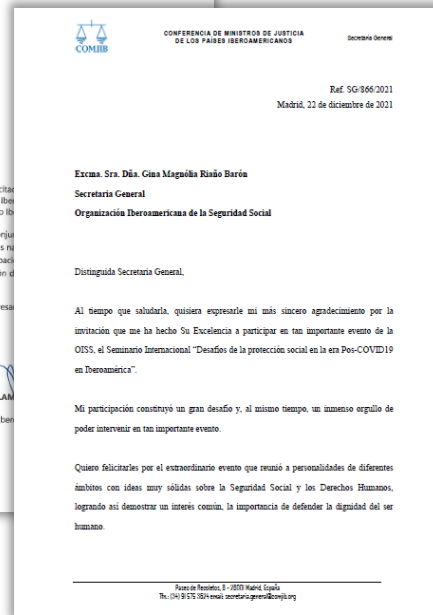 COMJIB
CONFERENCIA DE MINISTROS DE JUSTICIA
DE LOS PAÍSES IBEROAMERICANOS
Secretaría General
Ref. SG/866/2021
Madrid, 22 de diciembre de 2021
Excma. Sra. Dña. Gina Magnólia Riaño Barón
Secretaria General
Organización Iberoamericana de la Seguridad Social
Distinguida Secretaria General,
Al tiempo que saludarla, quisiera expresarle mi más sincero agradecimiento por la
invitación que me ha hecho Su Excelencia a participar en tan importante evento de la
OISS, el Seminario Internacional “Desafíos de la protección social en la era Pos-COVID19
en Iberoamérica”.
Mi participación constituyó un gran desafío y, al mismo tiempo, un inmenso orgullo de
poder intervenir en tan importante evento.
Quiero felicitarles por el extraordinario evento que reunió a personalidades de diferentes
ámbitos con ideas muy sólidas sobre la Seguridad Social y los Derechos Humanos,
logrando así demostrar un interés común, la importancia de defender la dignidad del ser
humano.
Paseo de Recoletos, 8 – 28001 Madrid, España
email: secretaria.general@comjib.org